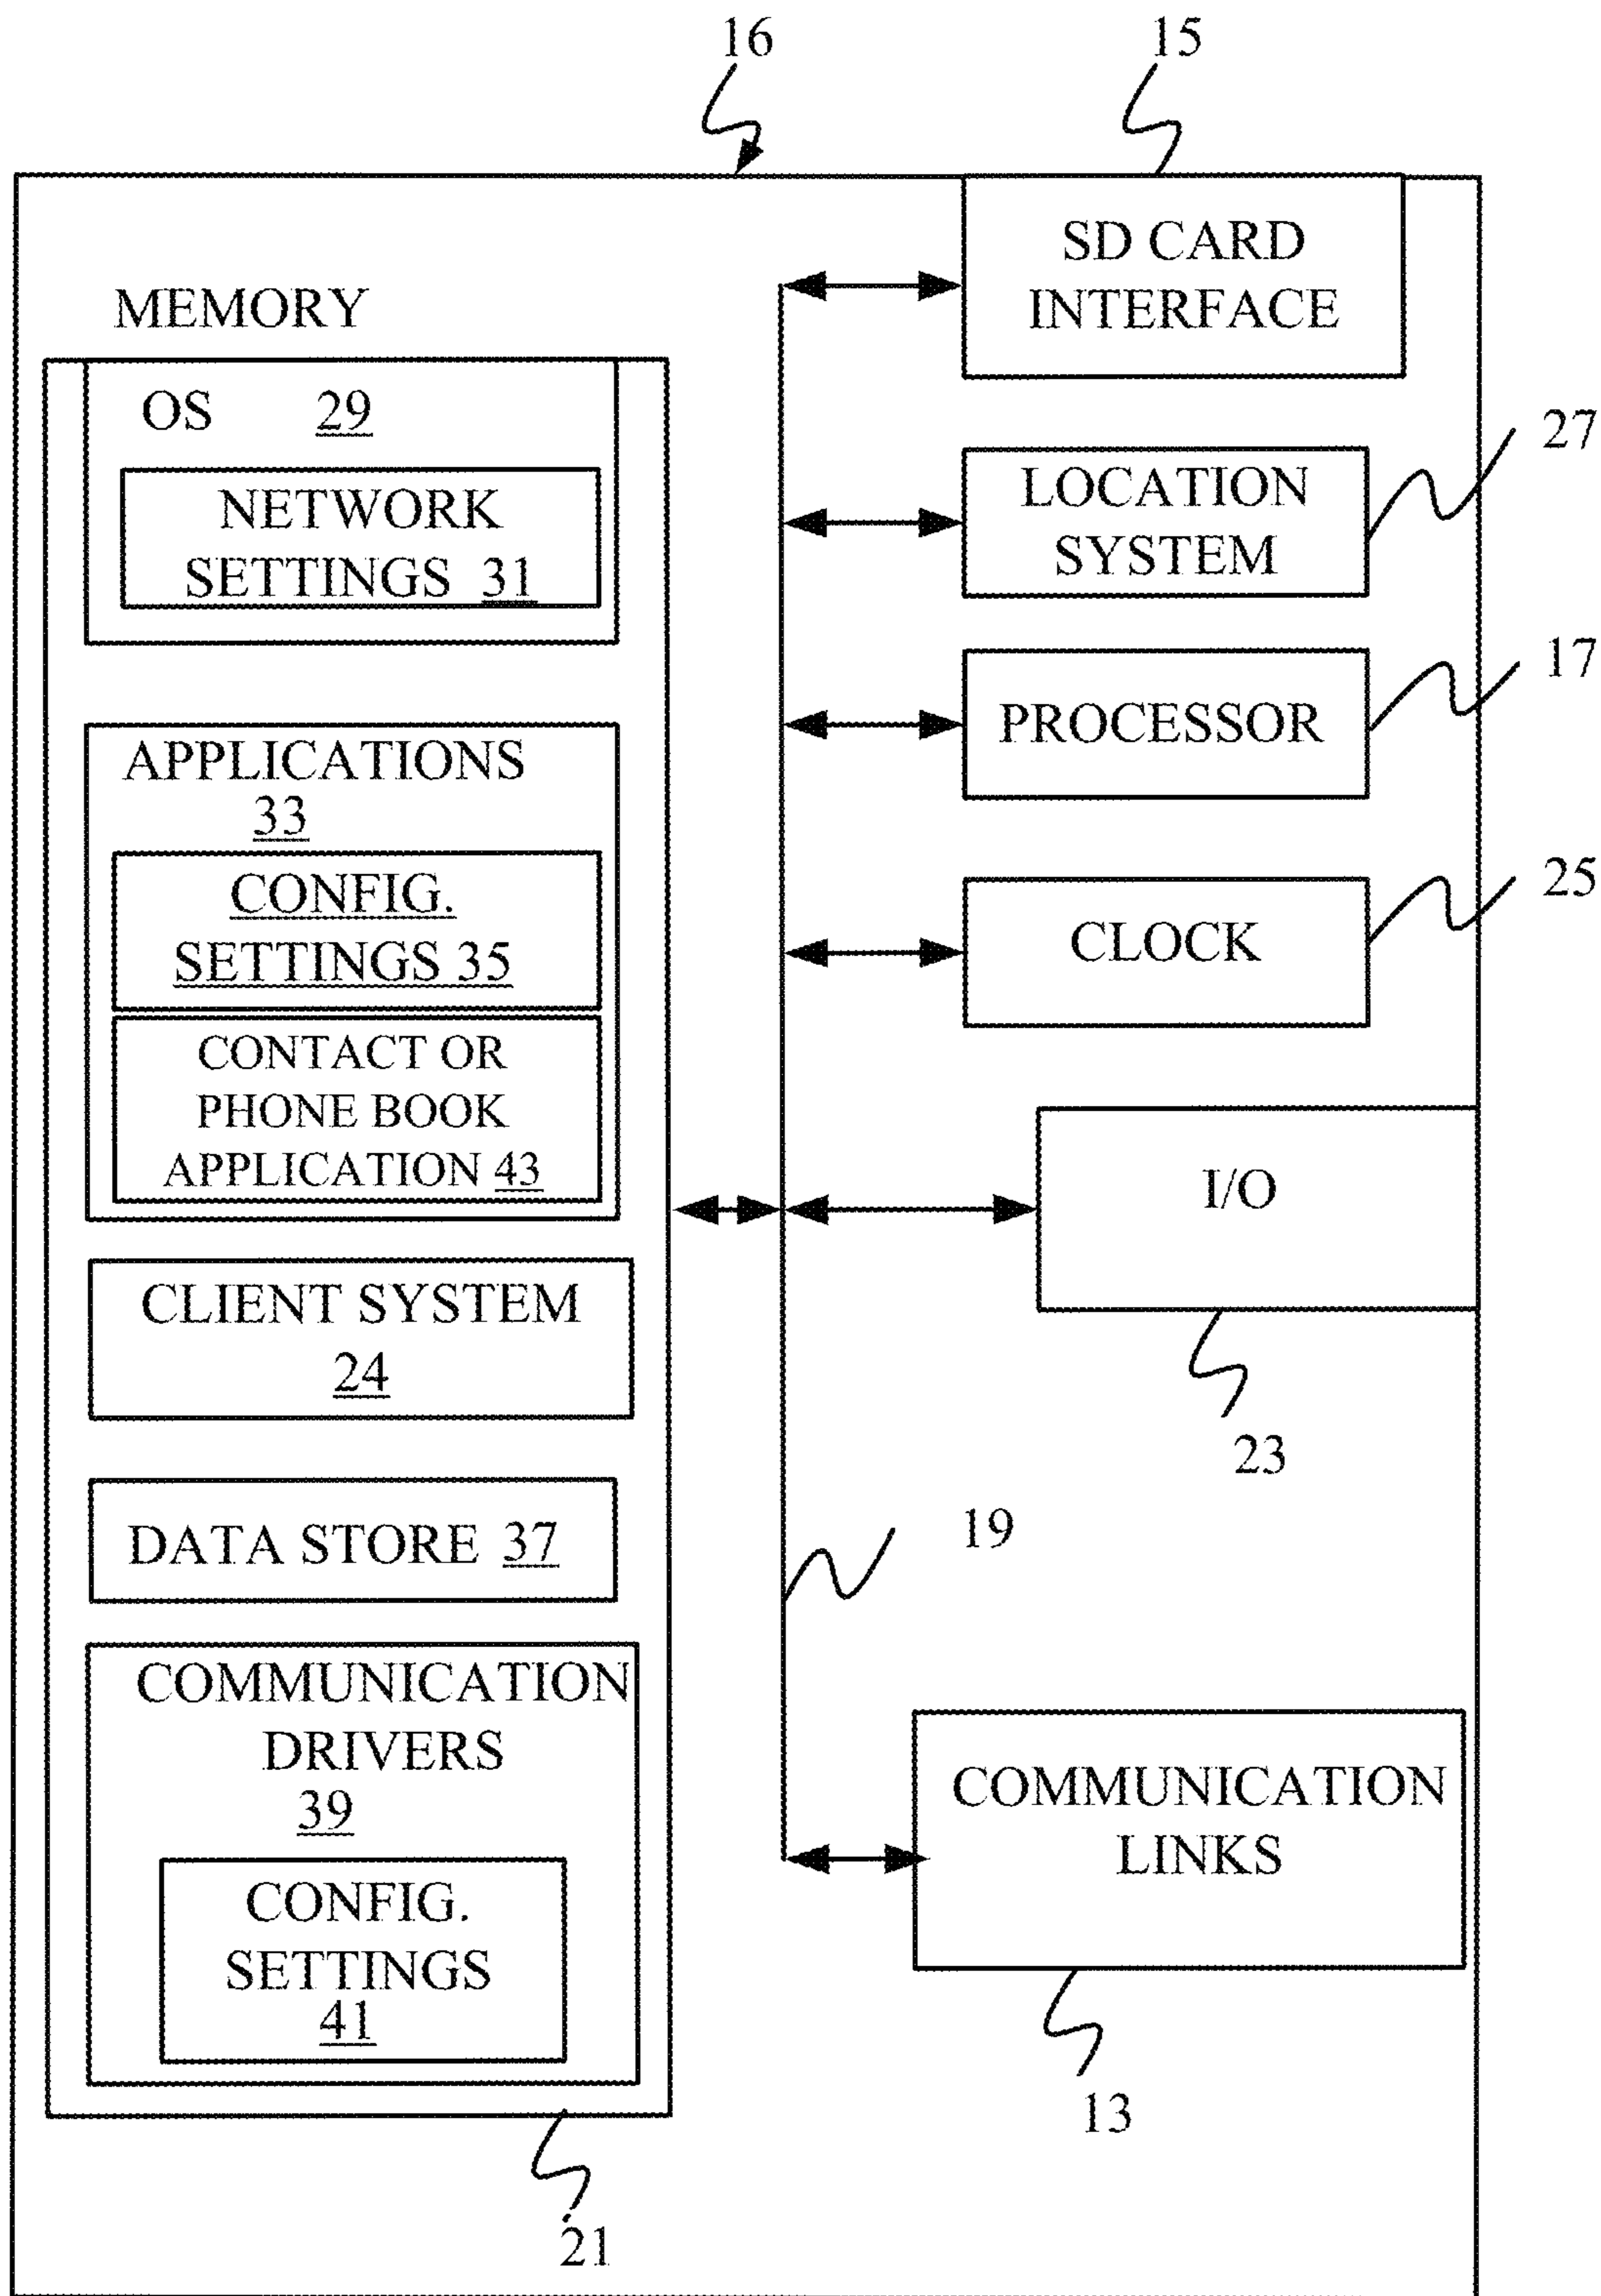 16
15
MEMORY
OS 29
NETWORK
SETTINGS 31
APPLICATIONS
33
CONFIG.
SETTINGS 35
CONTACT OR
PHONE BOOK
APPLICATION 43
CLIENT SYSTEM
24
DATA STORE 37
COMMUNICATION
DRIVERS
39
CONFIG.
SETTINGS
41
21
SD CARD
INTERFACE
LOCATION
SYSTEM
27
PROCESSOR
17
CLOCK
25
I/O
23
19
COMMUNICATION
LINKS
13